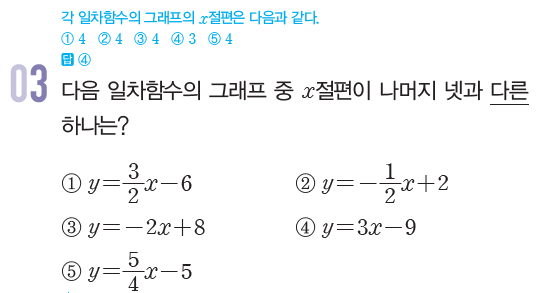 각 일차함수의 그래프의 x절편은 다음과 같다.
① 4 ② 4 ③ 4 ④ 3 ⑤ 4
답 ④
03 다음 일차함수의 그래프 중 x절편이 나머지 넷과 다른
하나는?
① y=3/2x-6 ② y=-1/2x+2
③ y=-2x+8 ④ y=3x-9
⑤ y=5/4x-5